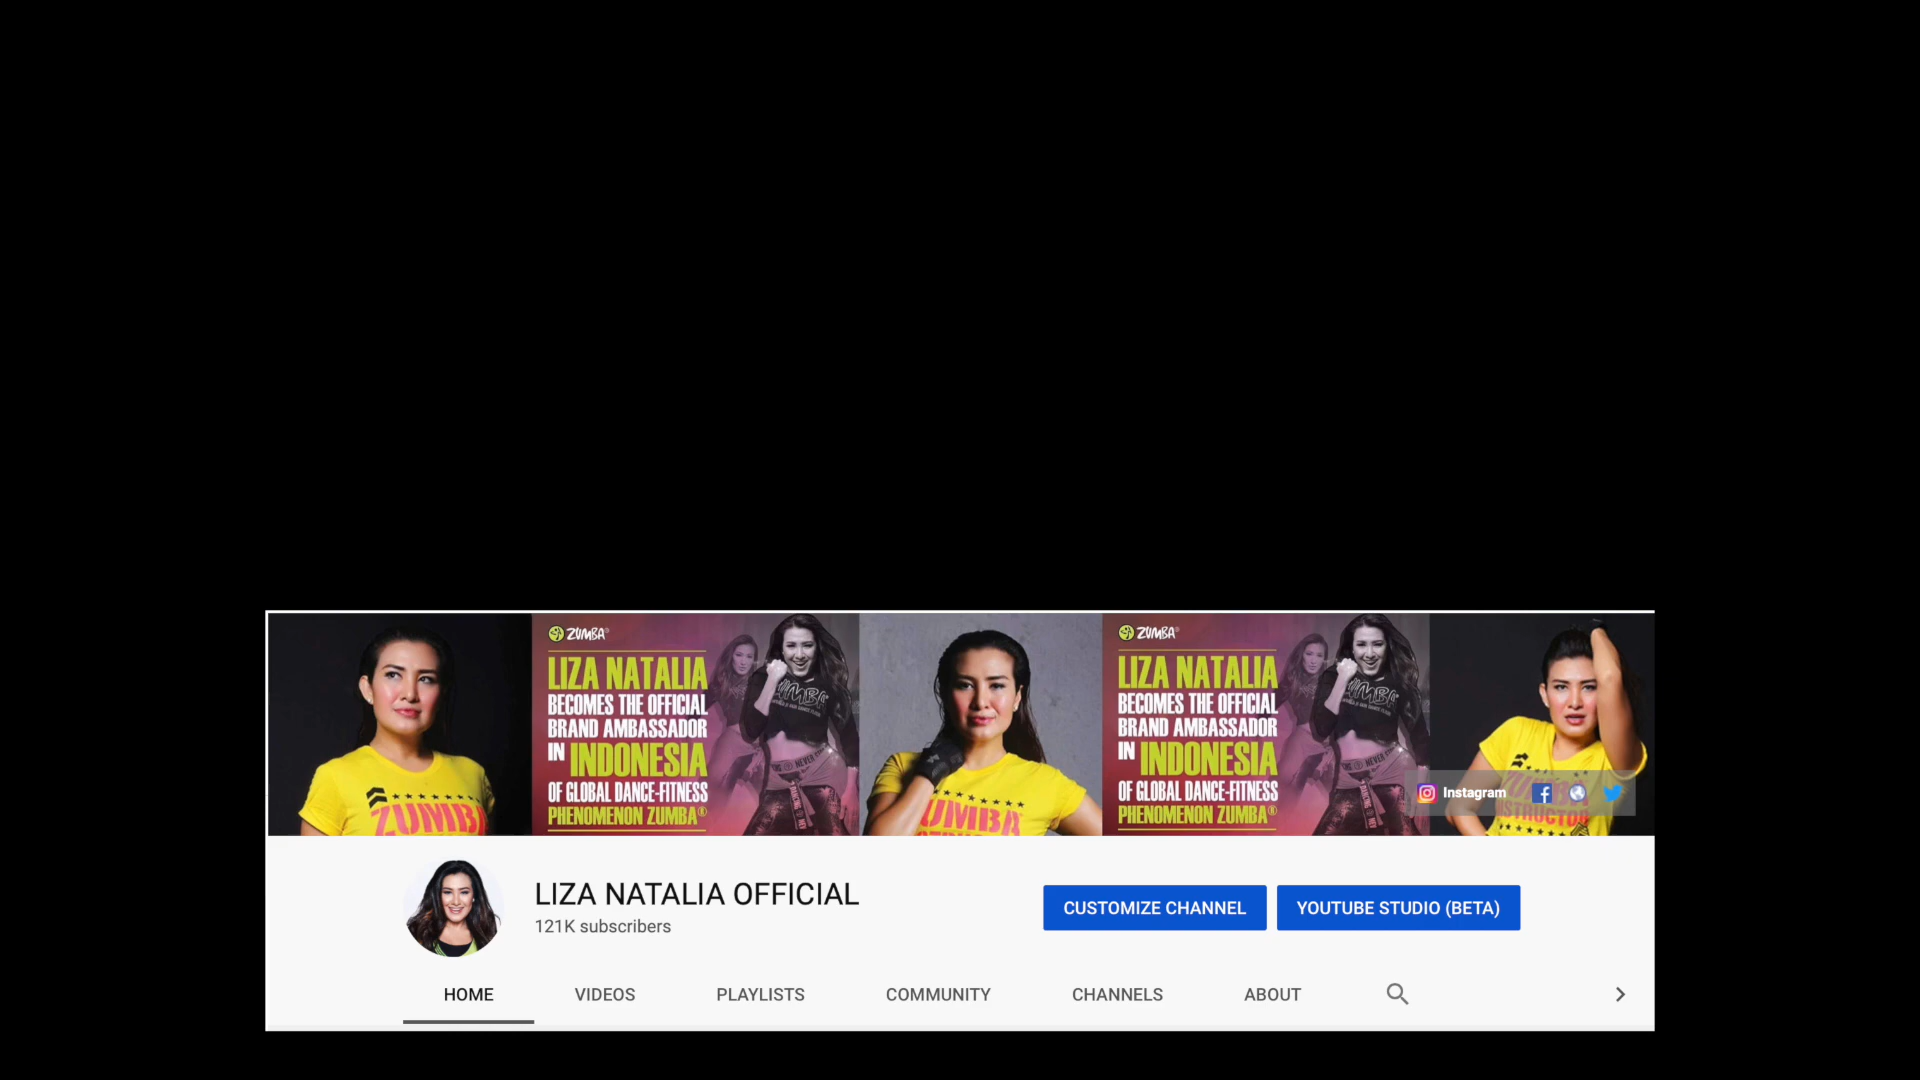 ZUMBA®
LIZA NATALIA
BECOMES THE OFFICIAL
BRAND AMBASSADOR
IN INDONESIA
OF GLOBAL DANCE-FITNESS
PHENOMENON ZUMBA®
ZUMBA®
LIZA NATALIA
BECOMES THE OFFICIAL
BRAND AMBASSADOR
IN INDONESIA
OF GLOBAL DANCE-FITNESS
PHENOMENON ZUMBA®
ZUMBA
UMBA
Instagram
LIZA NATALIA OFFICIAL
121K subscribers
CUSTOMIZE CHANNEL
YOUTUBE STUDIO (BETA)
HOME
VIDEOS
PLAYLISTS
COMMUNITY
CHANNELS
ABOUT